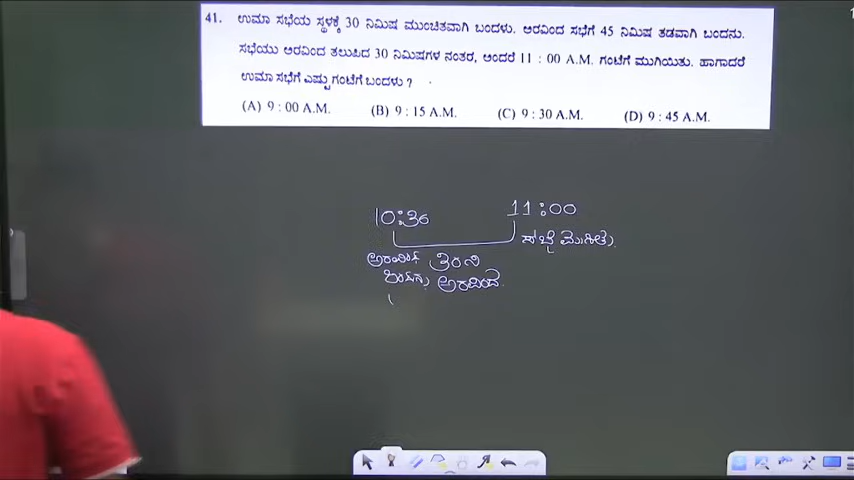 41. ಉಮಾ ಸಭೆಯ ಸ್ಥಳಕ್ಕೆ 30 ನಿಮಿಷ ಮುಂಚಿತವಾಗಿ ಬಂದಳು. ಅರವಿಂದ ಸಭೆಗೆ 45 ನಿಮಿಷ ತಡವಾಗಿ ಬಂದನು.
ಸಭೆಯು ಅರವಿಂದ ತಲುಪಿದ 30 ನಿಮಿಷಗಳ ನಂತರ, ಅಂದರೆ 11 : 00 A.M. ಗಂಟೆಗೆ ಮುಗಿಯಿತು. ಹಾಗಾದರೆ
ಉಮಾ ಸಭೆಗೆ ಎಷ್ಟು ಗಂಟೆಗೆ ಬಂದಳು ?
(A) 9 : 00 A.M. (B) 9 : 15 A.M. (C) 9 : 30 A.M. (D) 9 : 45 A.M.
10:30 11:00
ಸಭೆ ಮುಗಿತು.
ಅರವಿಂದ 30 ನಿ
ಅರವಿಂದ.